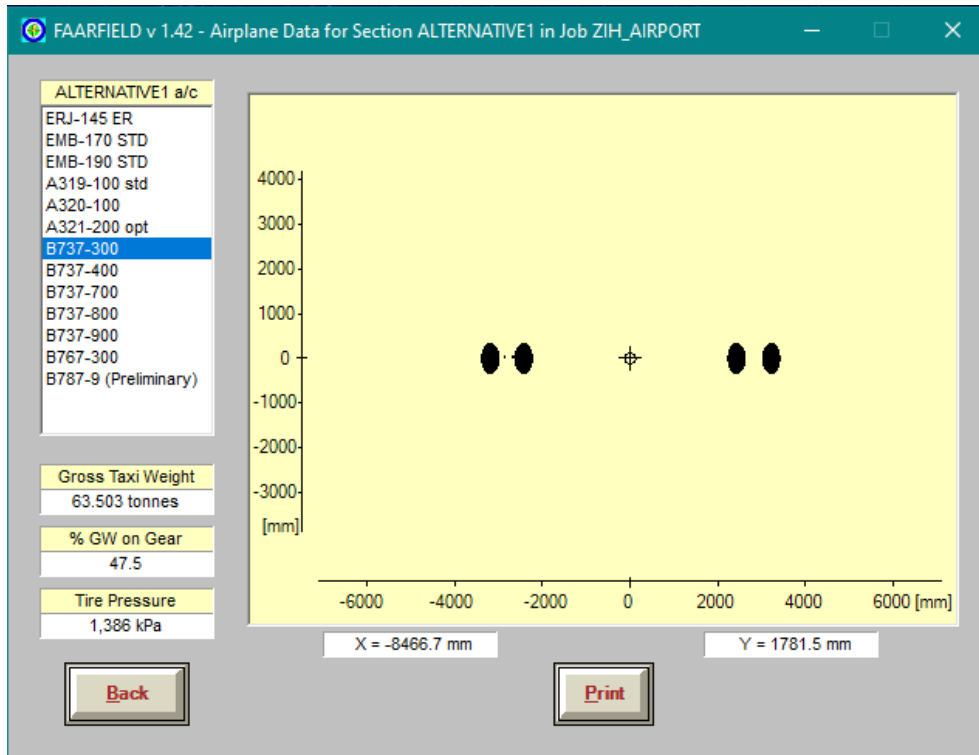 FAARFIELD v 1.42 - Airplane Data for Section ALTERNATIVE1 in Job ZIH_AIRPORT
ALTERNATIVE1 a/c
ERJ-145 ER
EMB-170 STD
EMB-190 STD
A319-100 std
A320-100
A321-200 opt
B737-300
B737-400
B737-700
B737-800
B737-900
B767-300
B787-9 (Preliminary)
Gross Taxi Weight
63.503 tonnes
% GW on Gear
47.5
Tire Pressure
1,386 kPa
4000
3000
2000
1000
0
-1000
-2000
-3000
[mm]
-6000 -4000 -2000 0 2000 4000 6000 [mm]
X = -8466.7 mm
Y = 1781.5 mm
Back
Print